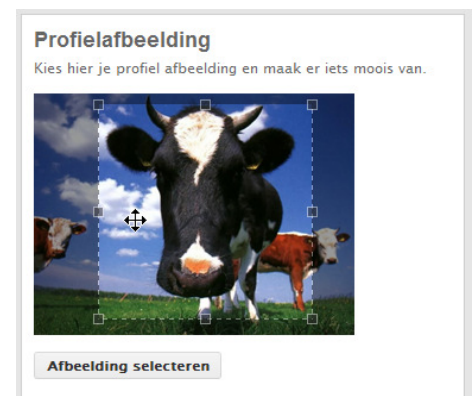 Profielafbeelding
Kies hier je profiel afbeelding en maak er iets moois van.
Afbeelding selecteren